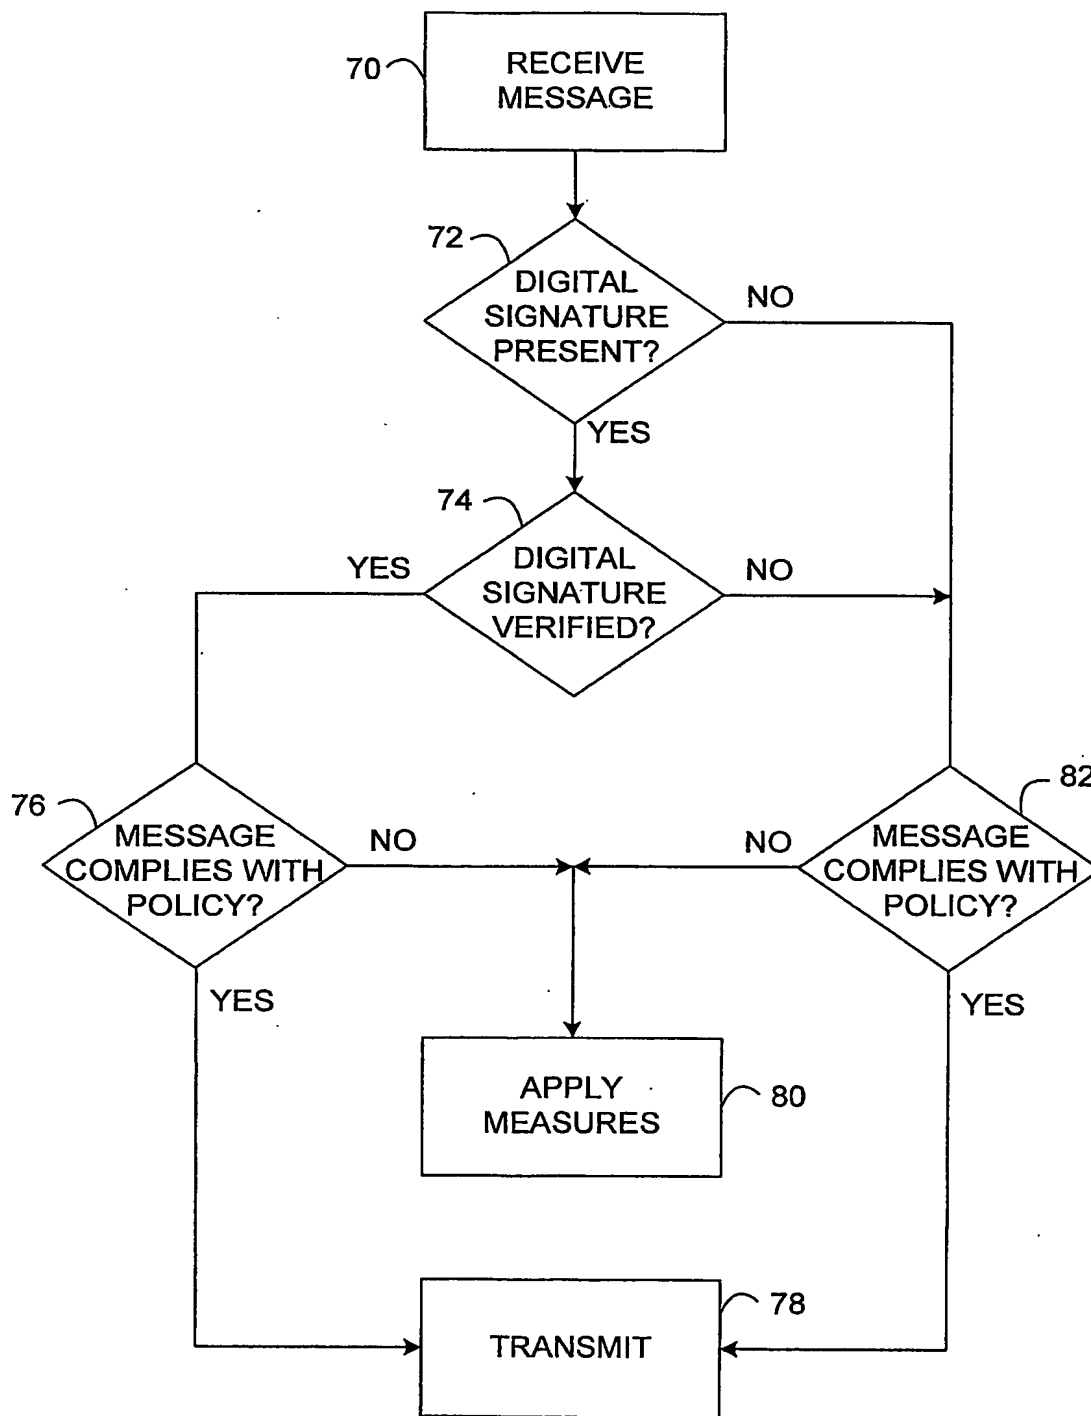 70
RECEIVE
MESSAGE
72
DIGITAL
SIGNATURE
PRESENT?
NO
YES
74
DIGITAL
SIGNATURE
VERIFIED?
YES
NO
76
MESSAGE
COMPLIES WITH
POLICY?
NO
NO
82
MESSAGE
COMPLIES WITH
POLICY?
YES
YES
APPLY
MEASURES
80
78
TRANSMIT